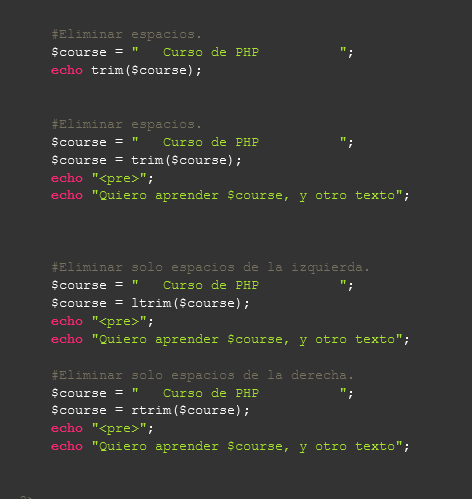 #Eliminar espacios.
$course = "   Curso de PHP          ";
echo trim($course);
#Eliminar espacios.
$course = "   Curso de PHP          ";
$course = trim($course);
echo "<pre>";
echo "Quiero aprender $course, y otro texto";
#Eliminar solo espacios de la izquierda.
$course = "   Curso de PHP          ";
$course = ltrim($course);
echo "<pre>";
echo "Quiero aprender $course, y otro texto";
#Eliminar solo espacios de la derecha.
$course = "   Curso de PHP          ";
$course = rtrim($course);
echo "<pre>";
echo "Quiero aprender $course, y otro texto";